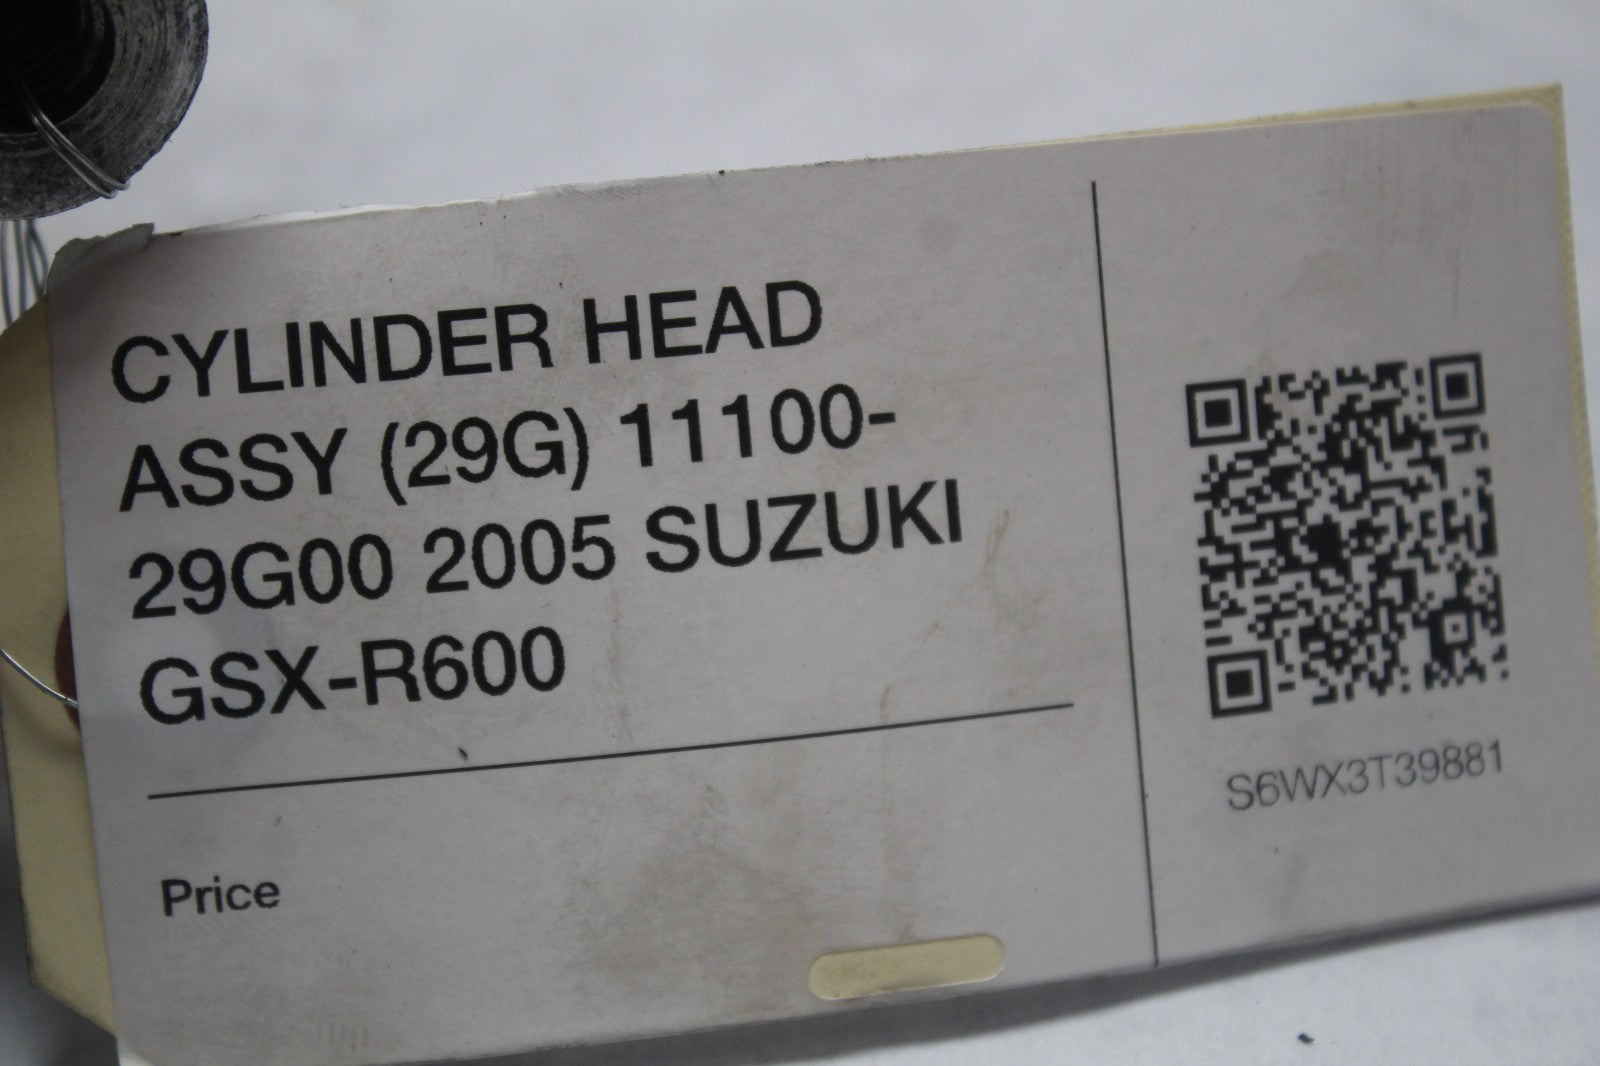 CYLINDER HEAD
ASSY (29G) 11100-
29G00 2005 SUZUKI
GSX-R600
Price
S6WX3T39881